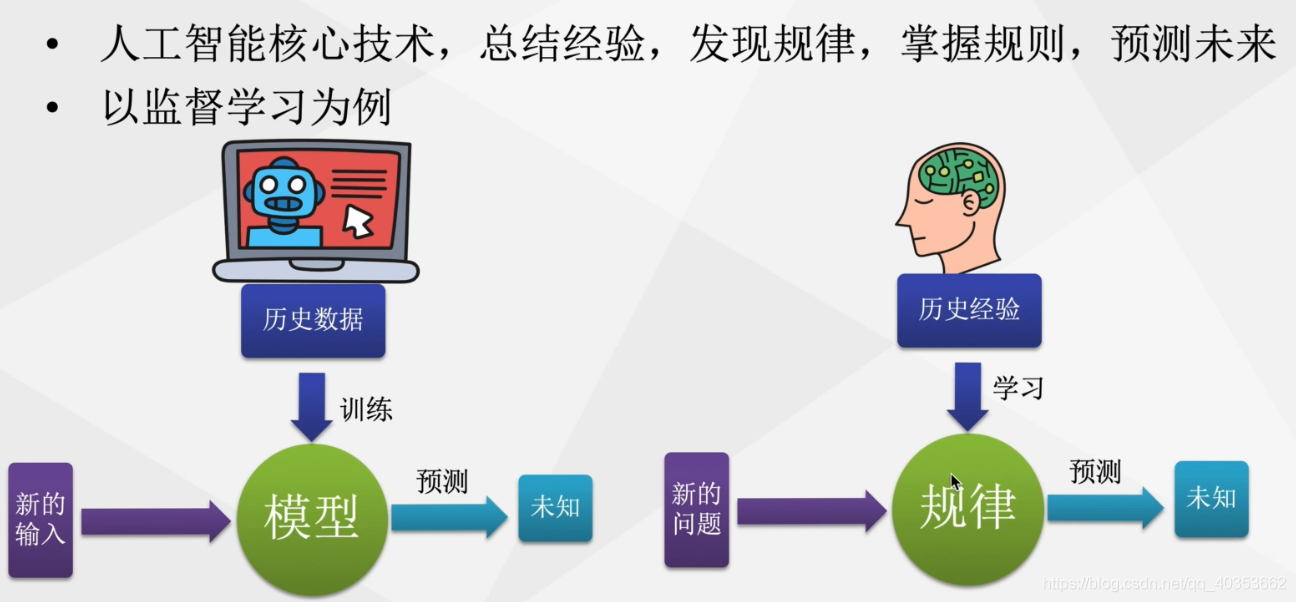 • 人工智能核心技术，总结经验，发现规律，掌握规则，预测未来
• 以监督学习为例
历史数据
训练
新的
输入
模型
预测
未知
历史经验
学习
新的
问题
规律
预测
未知
https://blog.csdn.net/qq_40353662